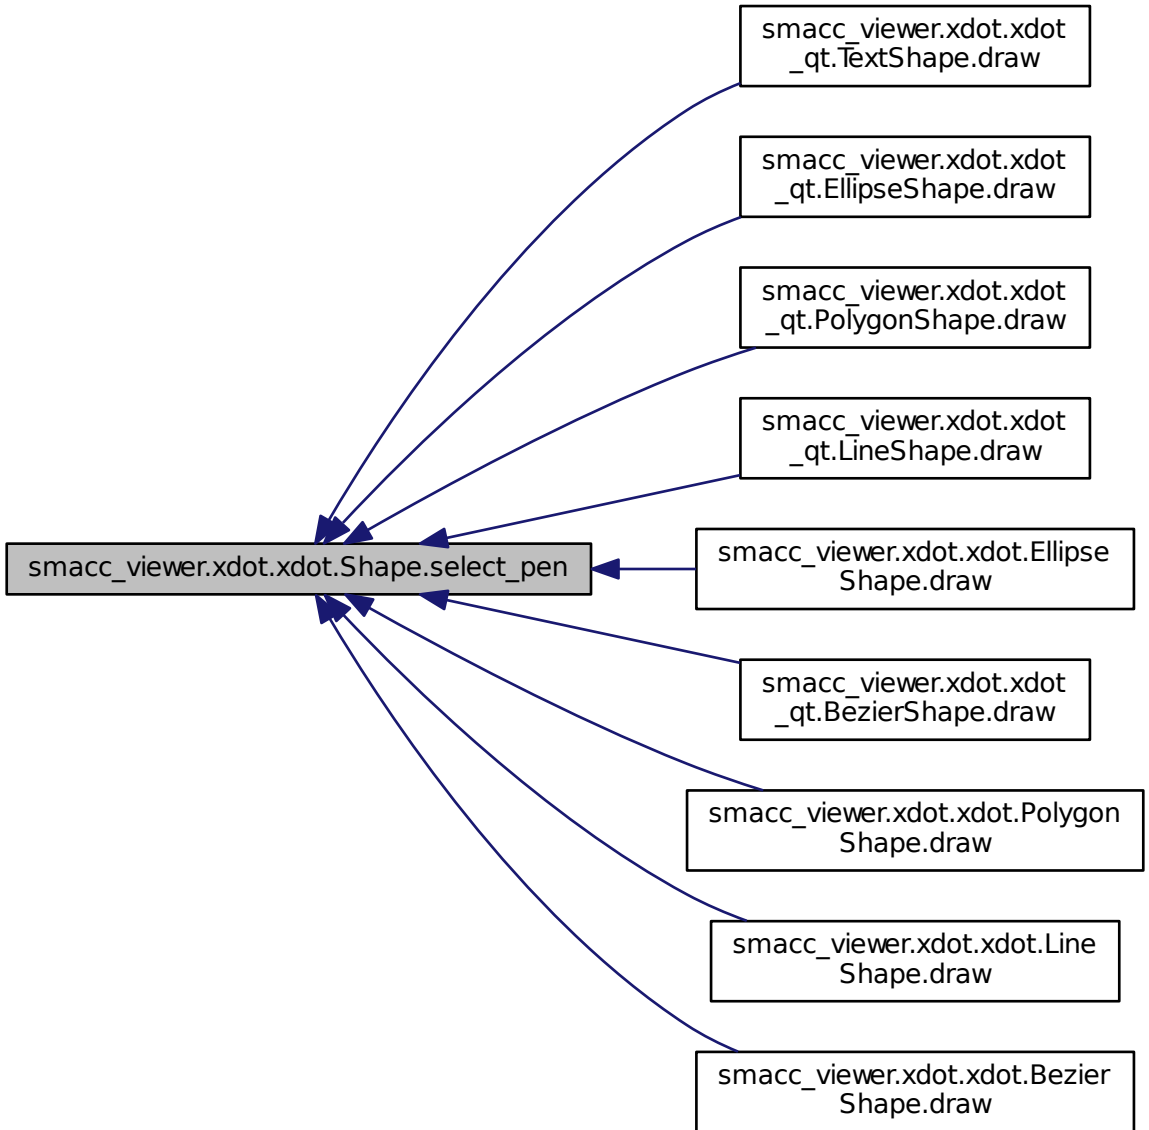 smacc_viewer.xdot.xdot
_qt.TextShape.draw
smacc_viewer.xdot.xdot
_qt.EllipseShape.draw
smacc_viewer.xdot.xdot
_qt.PolygonShape.draw
smacc_viewer.xdot.xdot
_qt.LineShape.draw
smacc_viewer.xdot.xdot.Shape.select_pen
smacc_viewer.xdot.xdot.Ellipse
Shape.draw
smacc_viewer.xdot.xdot
_qt.BezierShape.draw
smacc_viewer.xdot.xdot.Polygon
Shape.draw
smacc_viewer.xdot.xdot.Line
Shape.draw
smacc_viewer.xdot.xdot.Bezier
Shape.draw